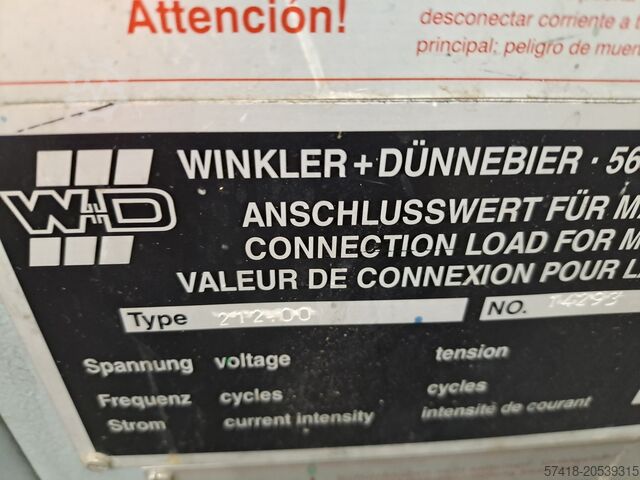 Attención!
desconectar corriente a t
principal: peligro de muer
W+D
WINKLER+DÜNNEBIER · 56
ANSCHLUSSWERT FÜR M
CONNECTION LOAD FOR M
VALEUR DE CONNEXION POUR L
Type 212.00 NO. 14293
Spannung voltage tension
Frequenz cycles cycles
Strom current intensity intensité de courant
57418-20539315